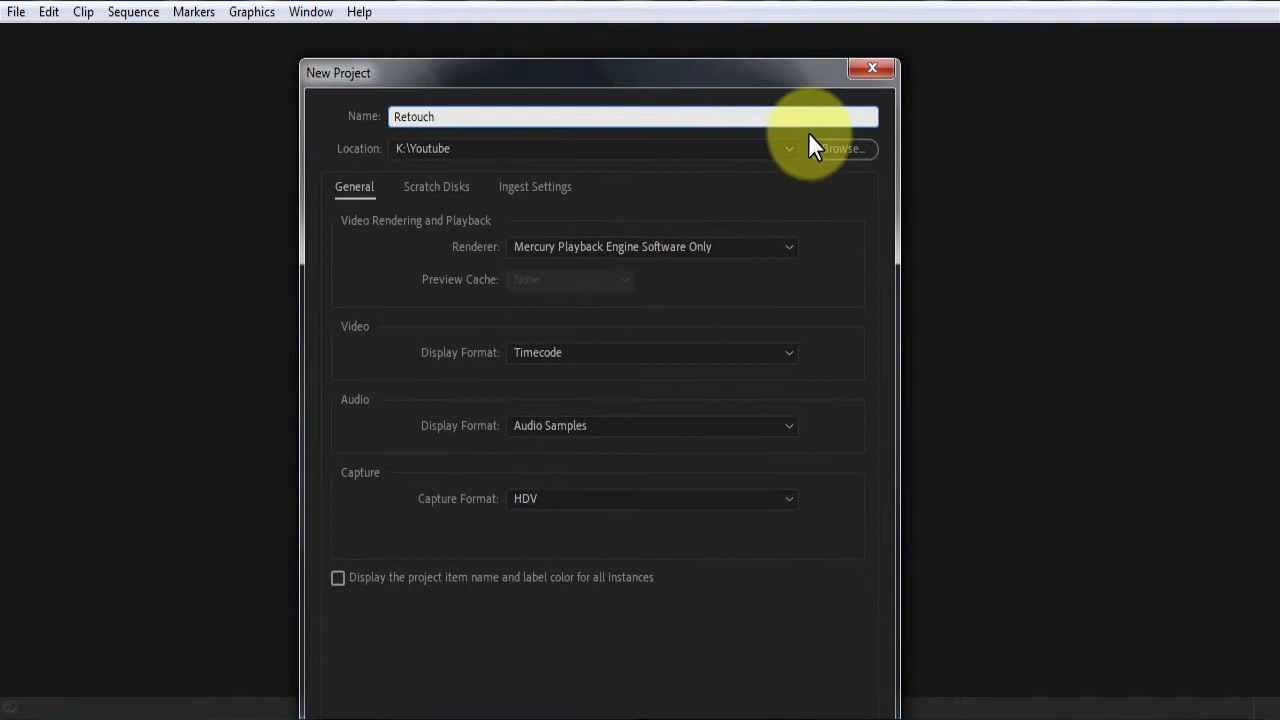 File Edit Clip Sequence Markers Graphics Window Help
New Project
Name: Retouch
Location: K:\Youtube Browse...
General Scratch Disks Ingest Settings
Video Rendering and Playback
Renderer: Mercury Playback Engine Software Only
Preview Cache: None
Video
Display Format: Timecode
Audio
Display Format: Audio Samples
Capture
Capture Format: HDV
Display the project item name and label color for all instances